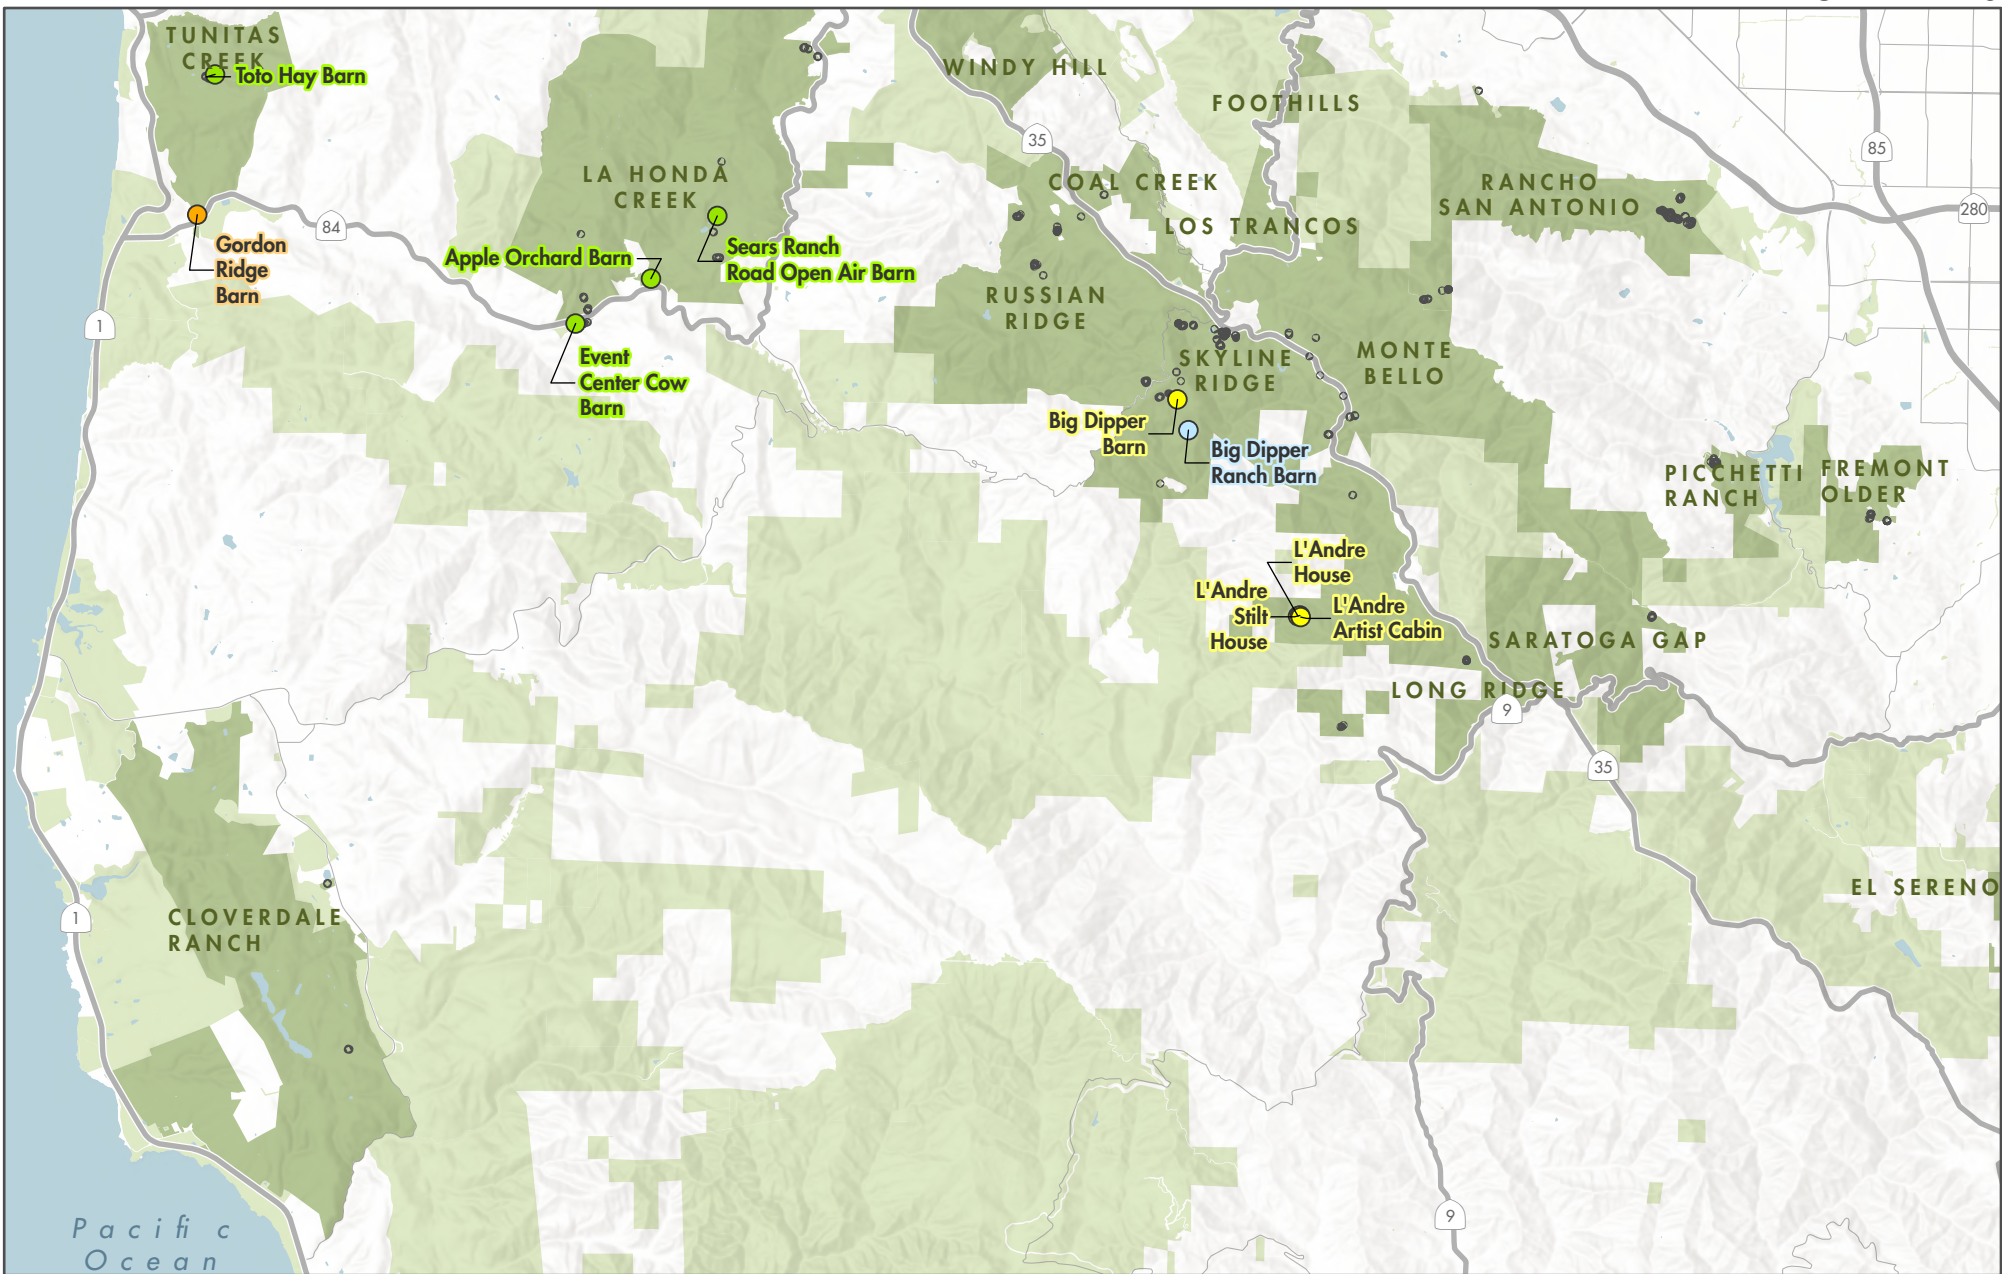 TUNITAS
CREEK
Toto Hay Barn
WINDY HILL
FOOTHILLS
35
85
LA HONDA
CREEK
COAL CREEK
RANCHO
SAN ANTONIO
280
84
LOS TRANCOS
Gordon
Ridge
Barn
Apple Orchard Barn
Sears Ranch
Road Open Air Barn
RUSSIAN
RIDGE
1
Event
Center Cow
Barn
SKYLINE
RIDGE
MONTE
BELLO
Big Dipper
Barn
Big Dipper
Ranch Barn
PICCHETTI
RANCH
FREMONT
OLDER
L'Andre
House
L'Andre
Stilt
House
L'Andre
Artist Cabin
SARATOGA GAP
LONG RIDGE
9
35
EL SERENO
CLOVERDALE
RANCH
1
9
Pacific
Ocean